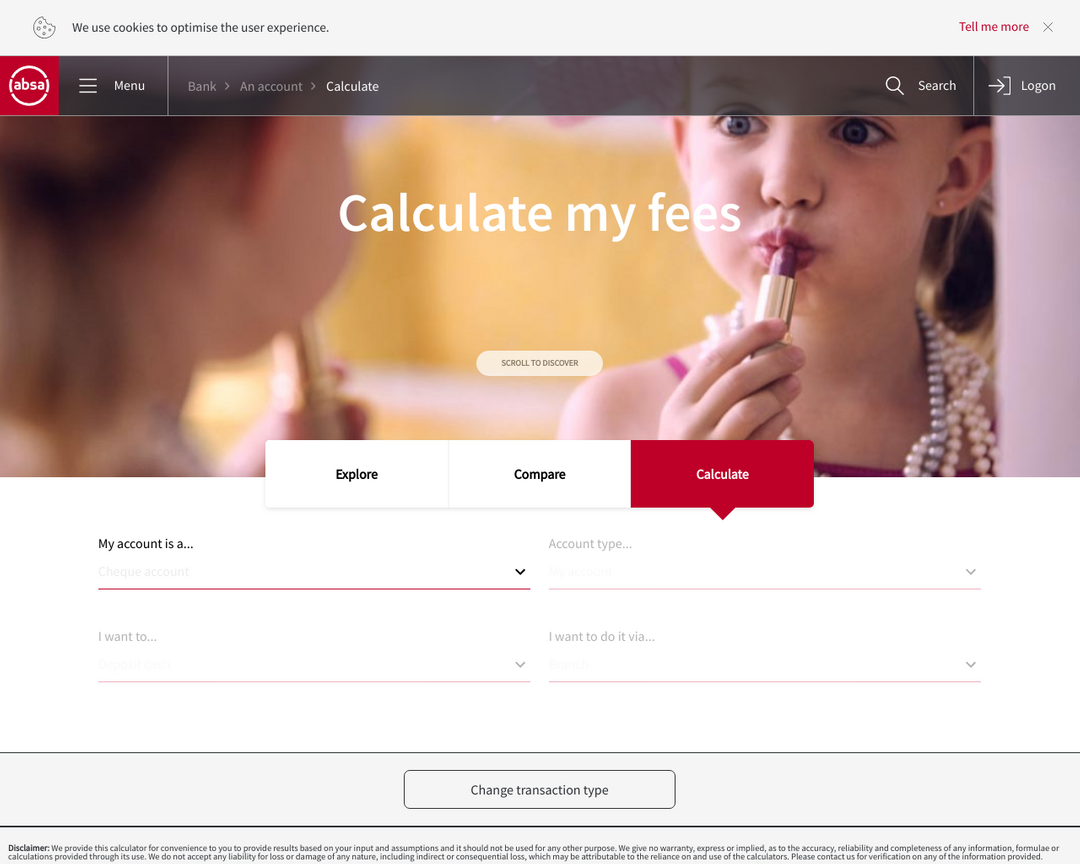 We use cookies to optimise the user experience.
Tell me more
absa
Menu
Bank
An account
Calculate
Search
Logon
Calculate my fees
SCROLL TO DISCOVER
Explore
Compare
Calculate
My account is a...
Account type...
Cheque account
My account
I want to...
I want to do it via...
Branch
Change transaction type
Disclaimer: We provide this calculator for convenience to you to provide results based on your input and assumptions and it should not be used for any other purpose. We give no warranty, express or implied, as to the accuracy, reliability and completeness of any information, formulae or
calculations provided through its use. We do not accept any liability for loss or damage of any nature, including indirect or consequential loss, which may be attributable to the reliance on and use of the calculators. Please contact us for verification on any of the information provided.